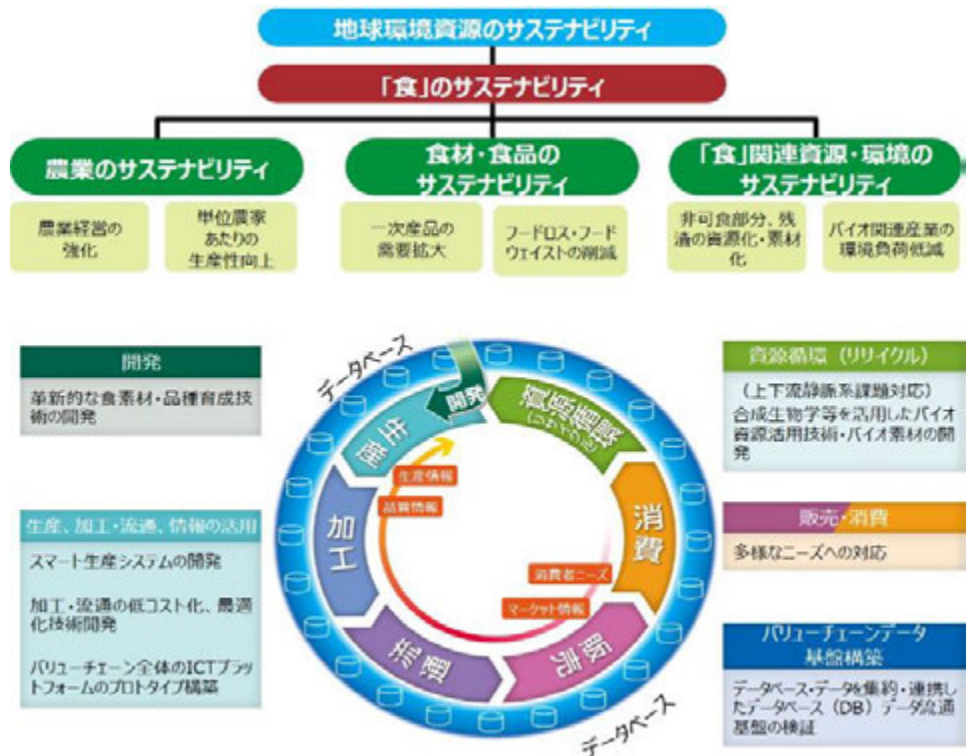 地球環境資源のサステナビリティ
「食」のサステナビリティ
農業のサステナビリティ
農業経営の
強化
単位農家
あたりの
生産性向上
食材・食品の
サステナビリティ
一次産品の
需要拡大
フードロス・フード
ウェイストの削減
「食」関連資源・環境の
サステナビリティ
非可食部分、残
渣の資源化・素材
化
バイオ関連産業の
環境負荷低減
開発
革新的な食素材・品種育成技
術の開発
生産、加工・流通、情報の活用
スマート生産システムの開発
加工・流通の低コスト化、最適
化技術開発
バリューチェーン全体のICTプラッ
トフォームのプロトタイプ構築
データベース
開発
資源循環
(リサイクル)
消費
販売
流通
加工
生産
生産情報
品質情報
消費者ニーズ
マーケット情報
データベース
資源循環(リサイクル)
(上下流静脈系課題対応)
合成生物学等を活用したバイオ
資源活用技術・バイオ素材の開
発
販売・消費
多様なニーズへの対応
バリューチェーンデータ
基盤構築
データベース・データを集約・連携し
たデータベース(DB)データ流通
基盤の検証